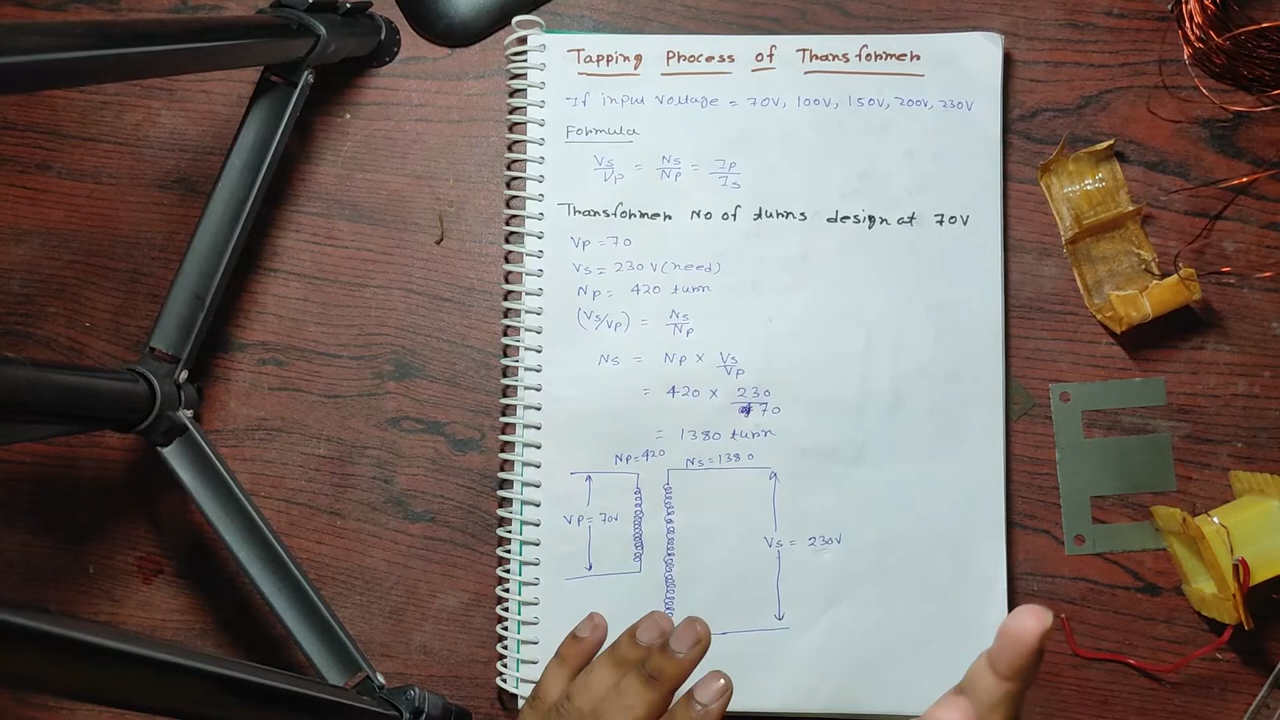 Tapping Process of Transformer
If input voltage = 70V, 100V, 150V, 200V, 230V
Formula
Vs/Vp = Ns/Np = Ip/Is
Transformer No of turns design at 70V
Vp = 70
Vs = 230 V (need)
Np = 420 turn
(Vs/Vp) = Ns/Np
Ns = Np × Vs/Vp
= 420 × 230/70
= 1380 turn
Np=420 Ns=1380
Vp = 70V
Vs = 230V